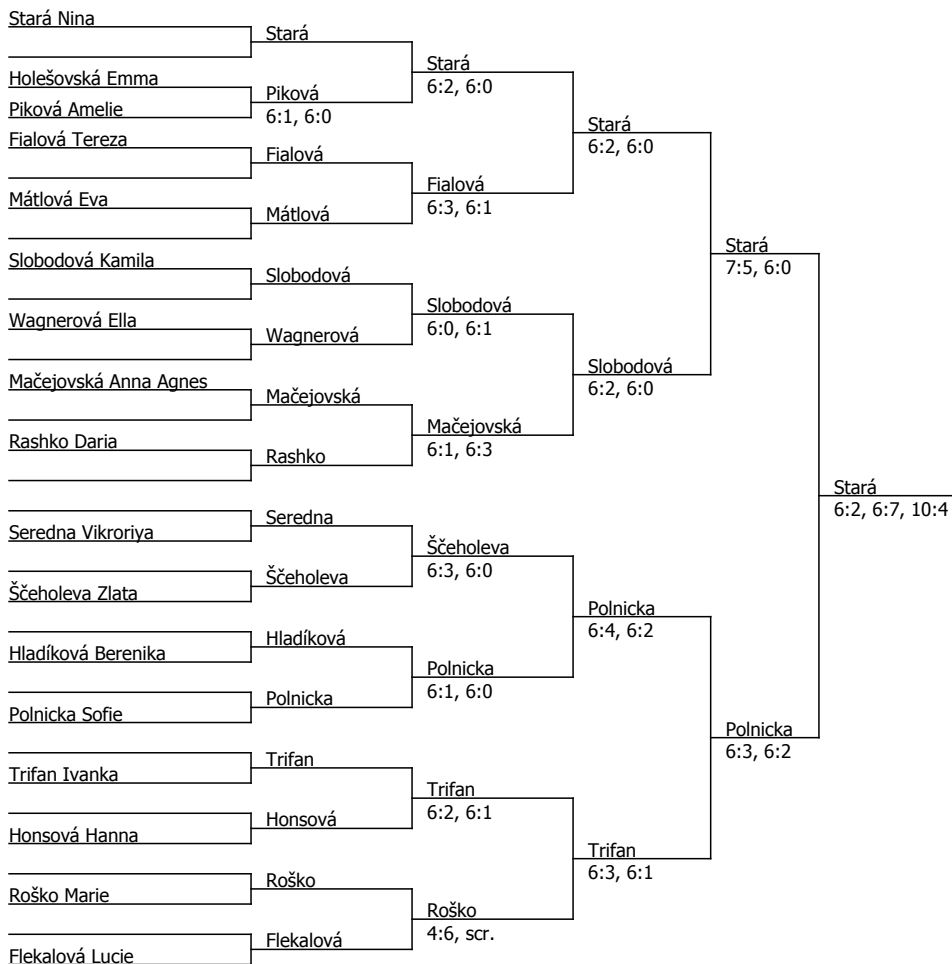 Stará Nina
Stará
Stará
6:2, 6:0
Holešovská Emma
Piková
6:1, 6:0
Piková Amelie
Stará
6:2, 6:0
Fialová Tereza
Fialová
Fialová
6:3, 6:1
Mátlová Eva
Mátlová
Stará
7:5, 6:0
Slobodová Kamila
Slobodová
Slobodová
6:0, 6:1
Wagnerová Ella
Wagnerová
Slobodová
6:2, 6:0
Mačejovská Anna Agnes
Mačejovská
Mačejovská
6:1, 6:3
Rashko Daria
Rashko
Stará
6:2, 6:7, 10:4
Seredna
Seredna Vikroriya
Ščeholeva
6:3, 6:0
Ščeholeva
Ščeholeva Zlata
Polnicka
6:4, 6:2
Hladíková
Hladíková Berenika
Polnicka
6:1, 6:0
Polnicka
Polnicka Sofie
Polnicka
6:3, 6:2
Trifan
Trifan Ivanka
Trifan
6:2, 6:1
Honsová
Honsová Hanna
Trifan
6:3, 6:1
Roško
Roško Marie
Roško
4:6, scr.
Flekalová
Flekalová Lucie